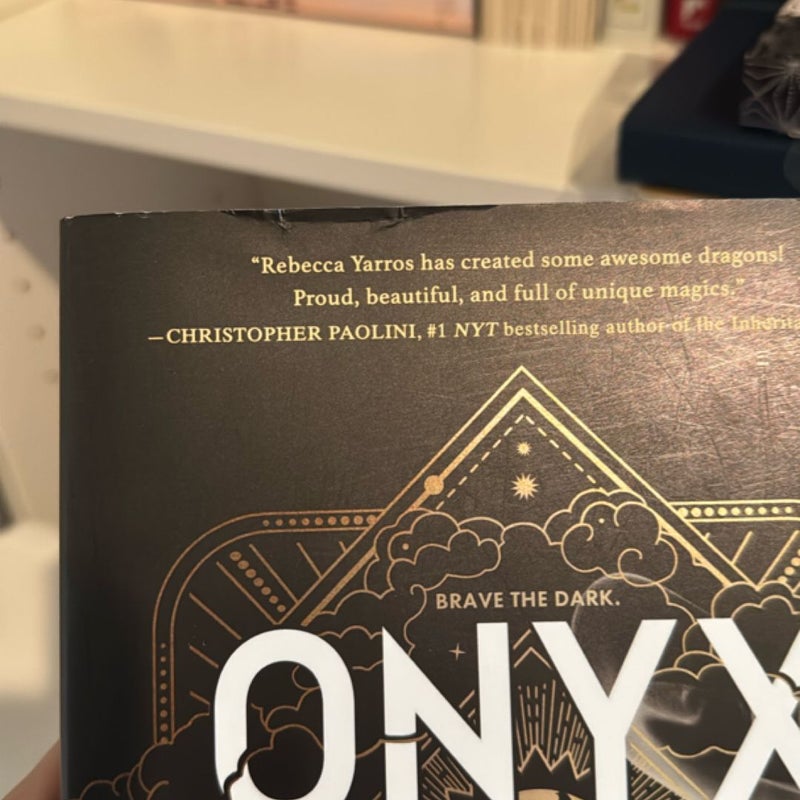 “Rebecca Yarros has created some awesome dragons!
Proud, beautiful, and full of unique magics.”
—CHRISTOPHER PAOLINI, #1 NYT bestselling author of the
BRAVE THE DARK.
ONYX